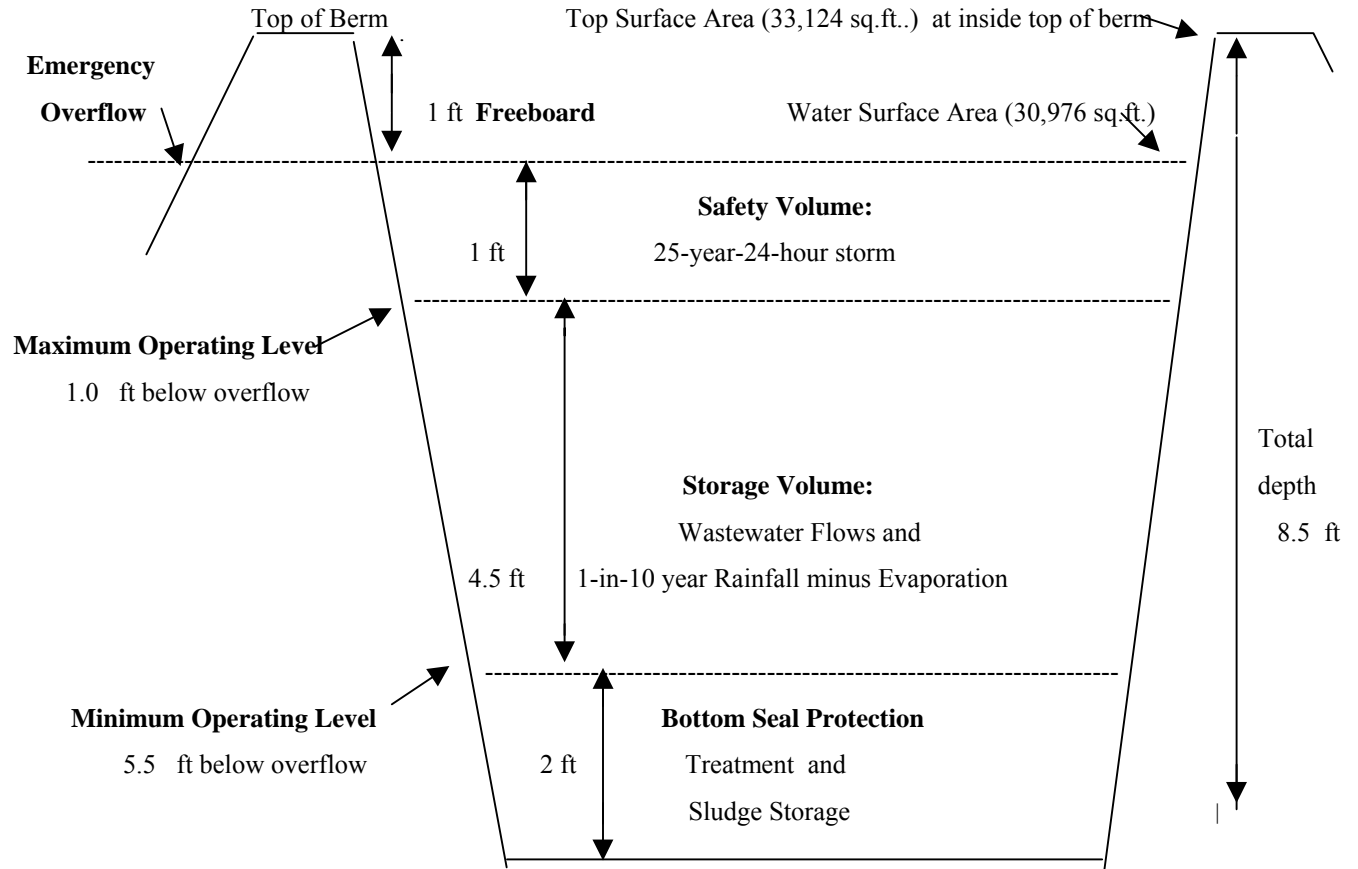 Top of Berm
Top Surface Area (33,124 sq.ft..) at inside top of berm
Emergency
Overflow
1 ft Freeboard
Water Surface Area (30,976 sq.ft.)
Safety Volume:
1 ft
25-year-24-hour storm
Maximum Operating Level
1.0 ft below overflow
Total
depth
8.5 ft
Storage Volume:
Wastewater Flows and
4.5 ft
1-in-10 year Rainfall minus Evaporation
Minimum Operating Level
5.5 ft below overflow
Bottom Seal Protection
2 ft
Treatment and
Sludge Storage